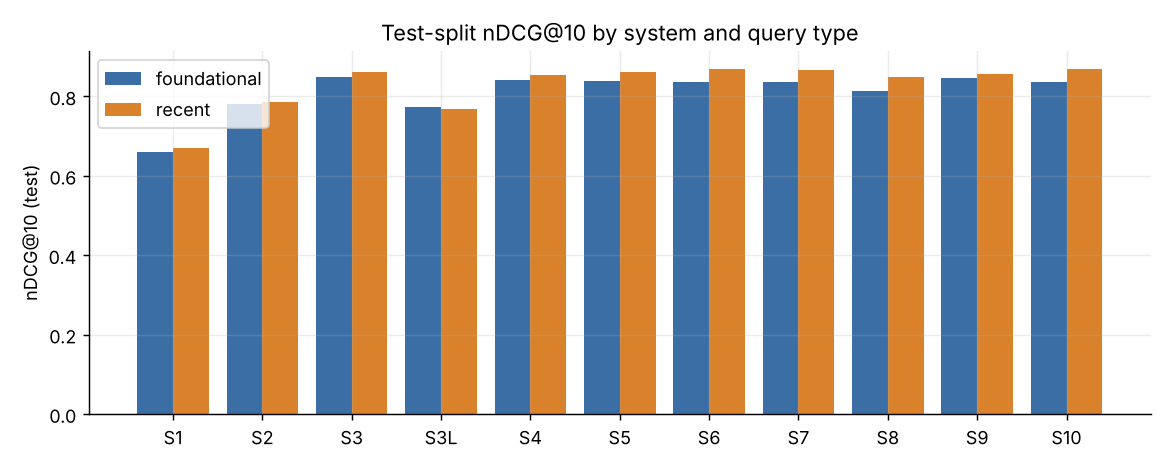 Test-split nDCG@10 by system and query type
foundational
recent
nDCG@10 (test)
0.8
0.6
0.4
0.2
0.0
S1 S2 S3 S3L S4 S5 S6 S7 S8 S9 S10